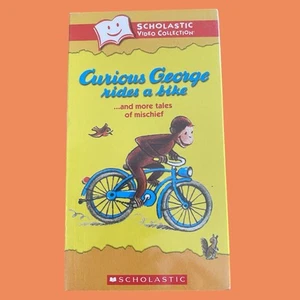 SCHOLASTIC
VIDEO COLLECTION
Curious George
rides a bike
...and more tales
of mischief
SCHOLASTIC